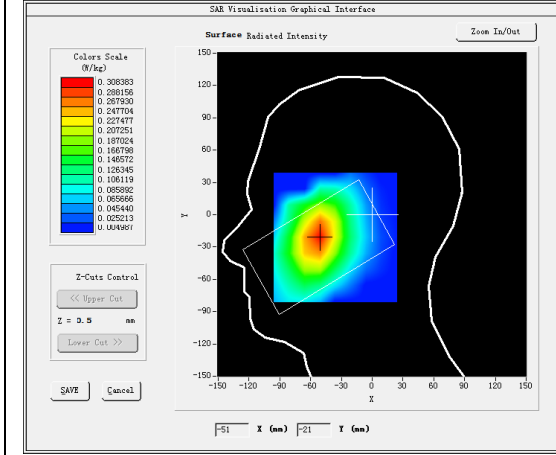 SAR Visualisation Graphical Interface
Surface Radiated Intensity
Zoom In/Out
Colors Scale
(W/kg)
0.308383
0.288156
0.267930
0.247704
0.227477
0.207251
0.187024
0.166798
0.146572
0.126345
0.106119
0.085892
0.065666
0.045440
0.025213
0.004987
Z-Cuts Control
<< Upper Cut
Z = 0.5 mm
Lower Cut >>
SAVE
Cancel
150
120
90
60
30
0
-30
-60
-90
-120
-150
Y
-150 -120 -90 -60 -30 0 30 60 90 120 150
X
-51 X (mm) -21 Y (mm)